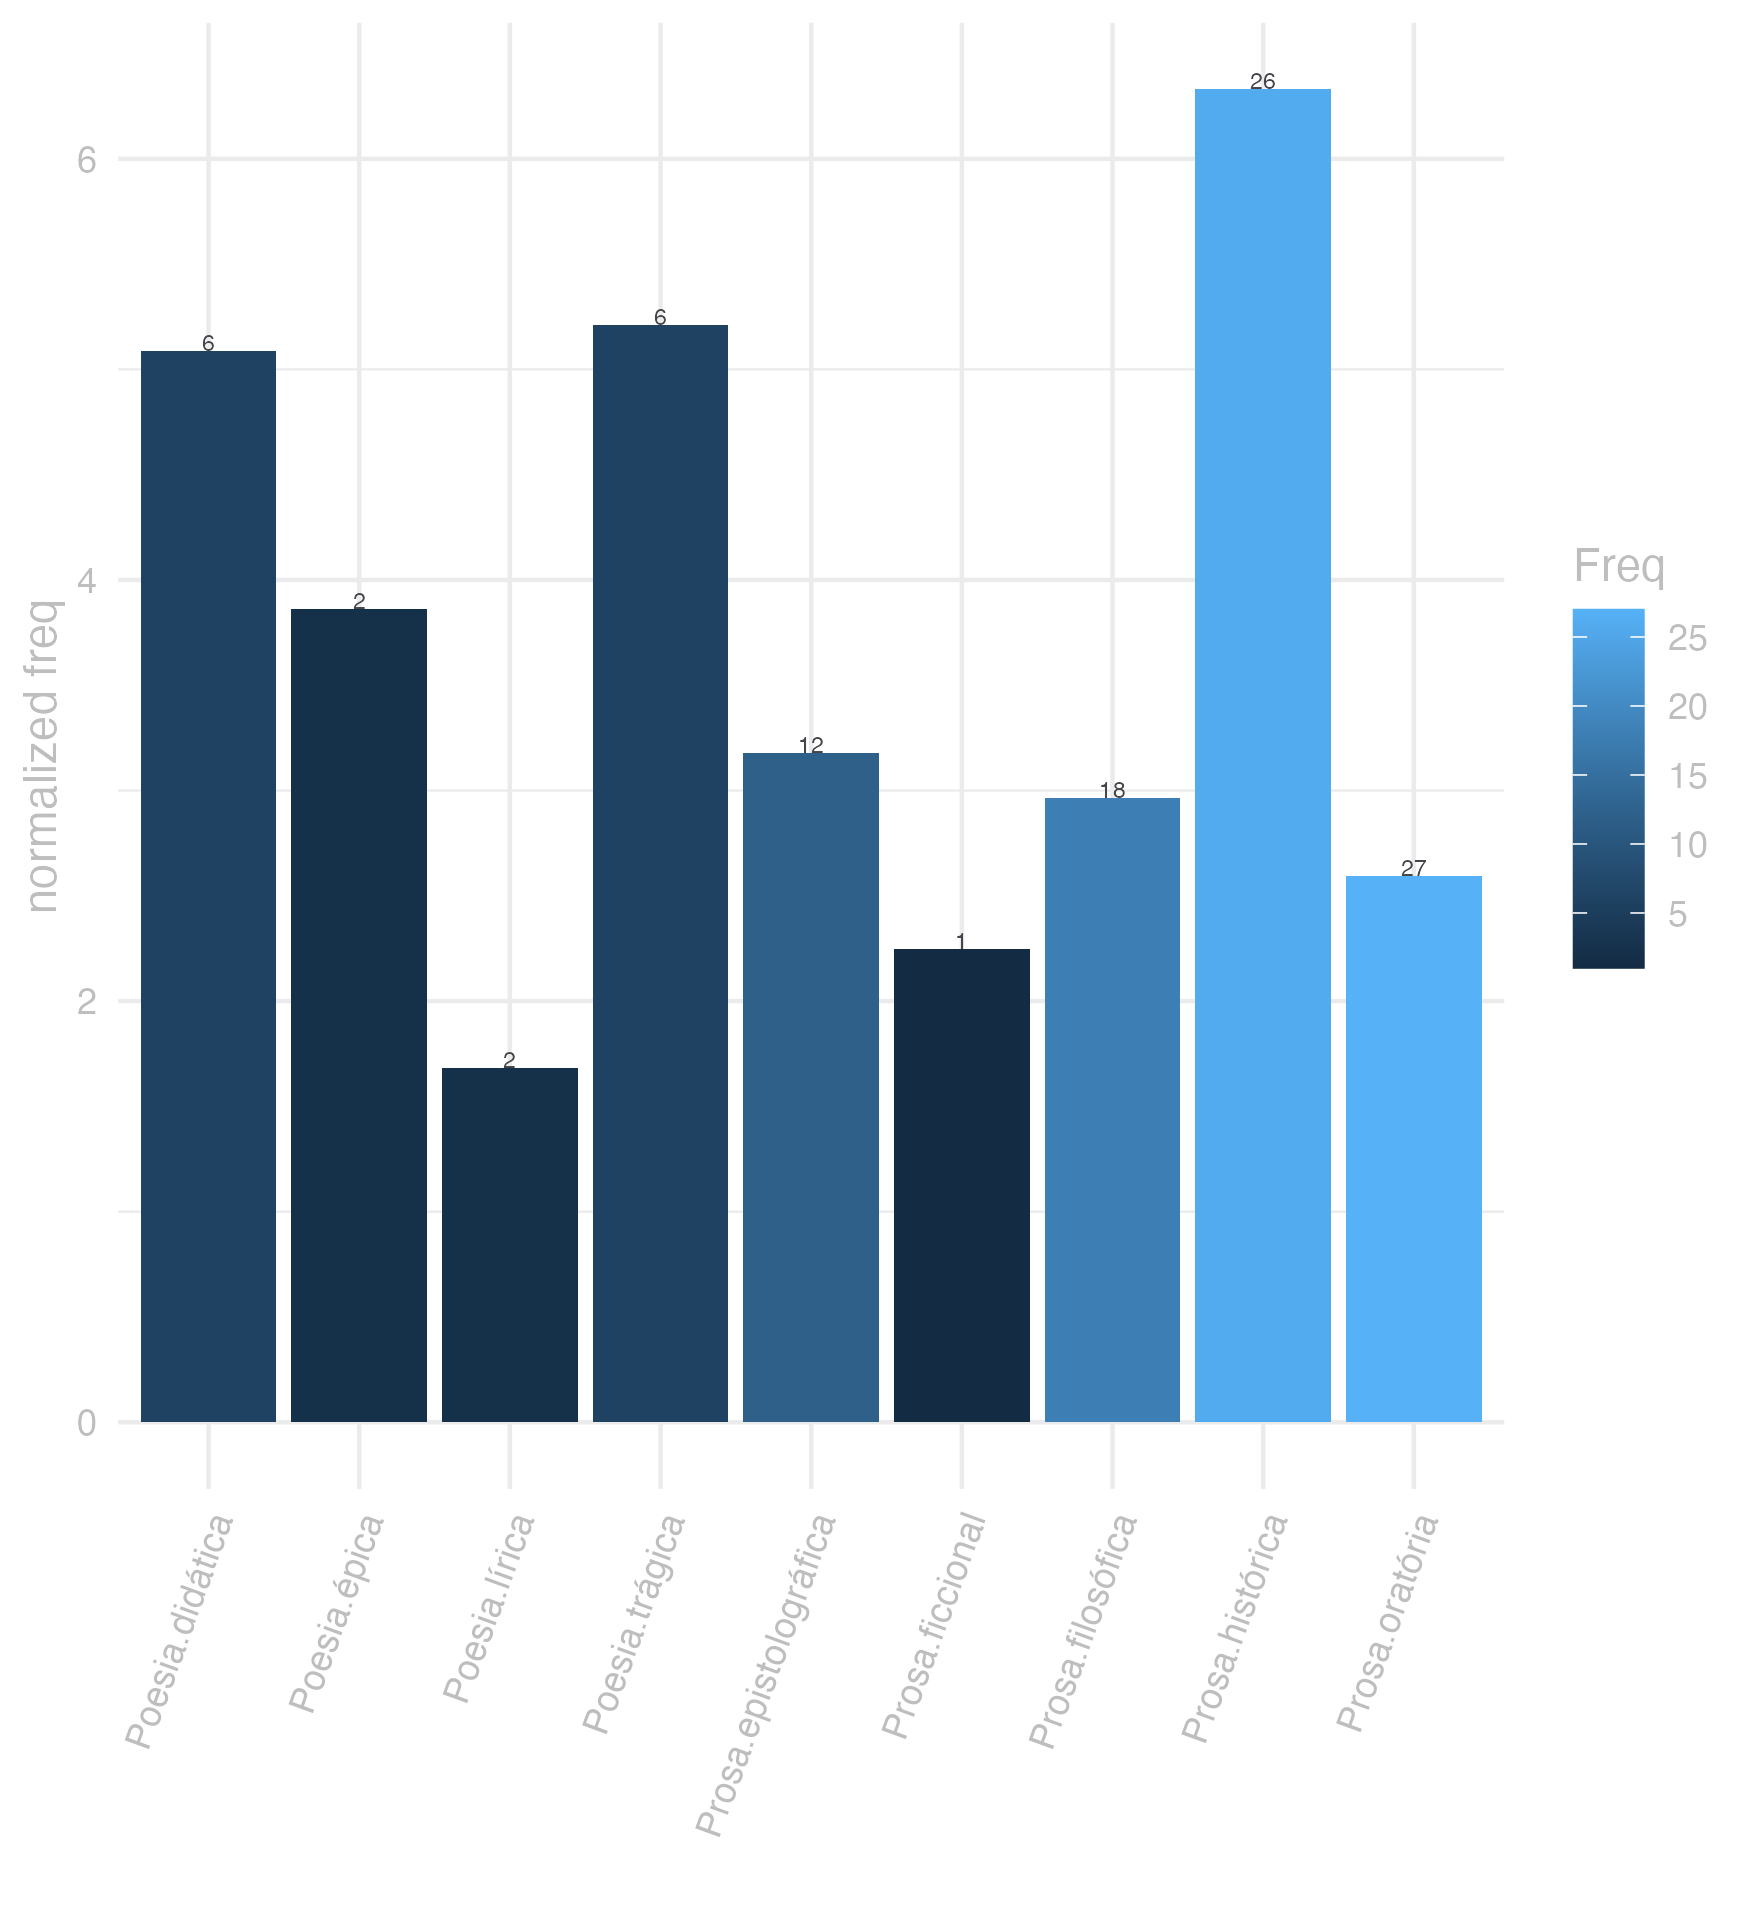 26
6
6
6
2
12
18
27
1
2
6
4
2
0
normalized freq
Freq
25
20
15
10
5
Poesia.didática
Poesia.épica
Poesia.lírica
Poesia.trágica
Prosa.epistolográfica
Prosa.ficcional
Prosa.filosófica
Prosa.histórica
Prosa.oratória